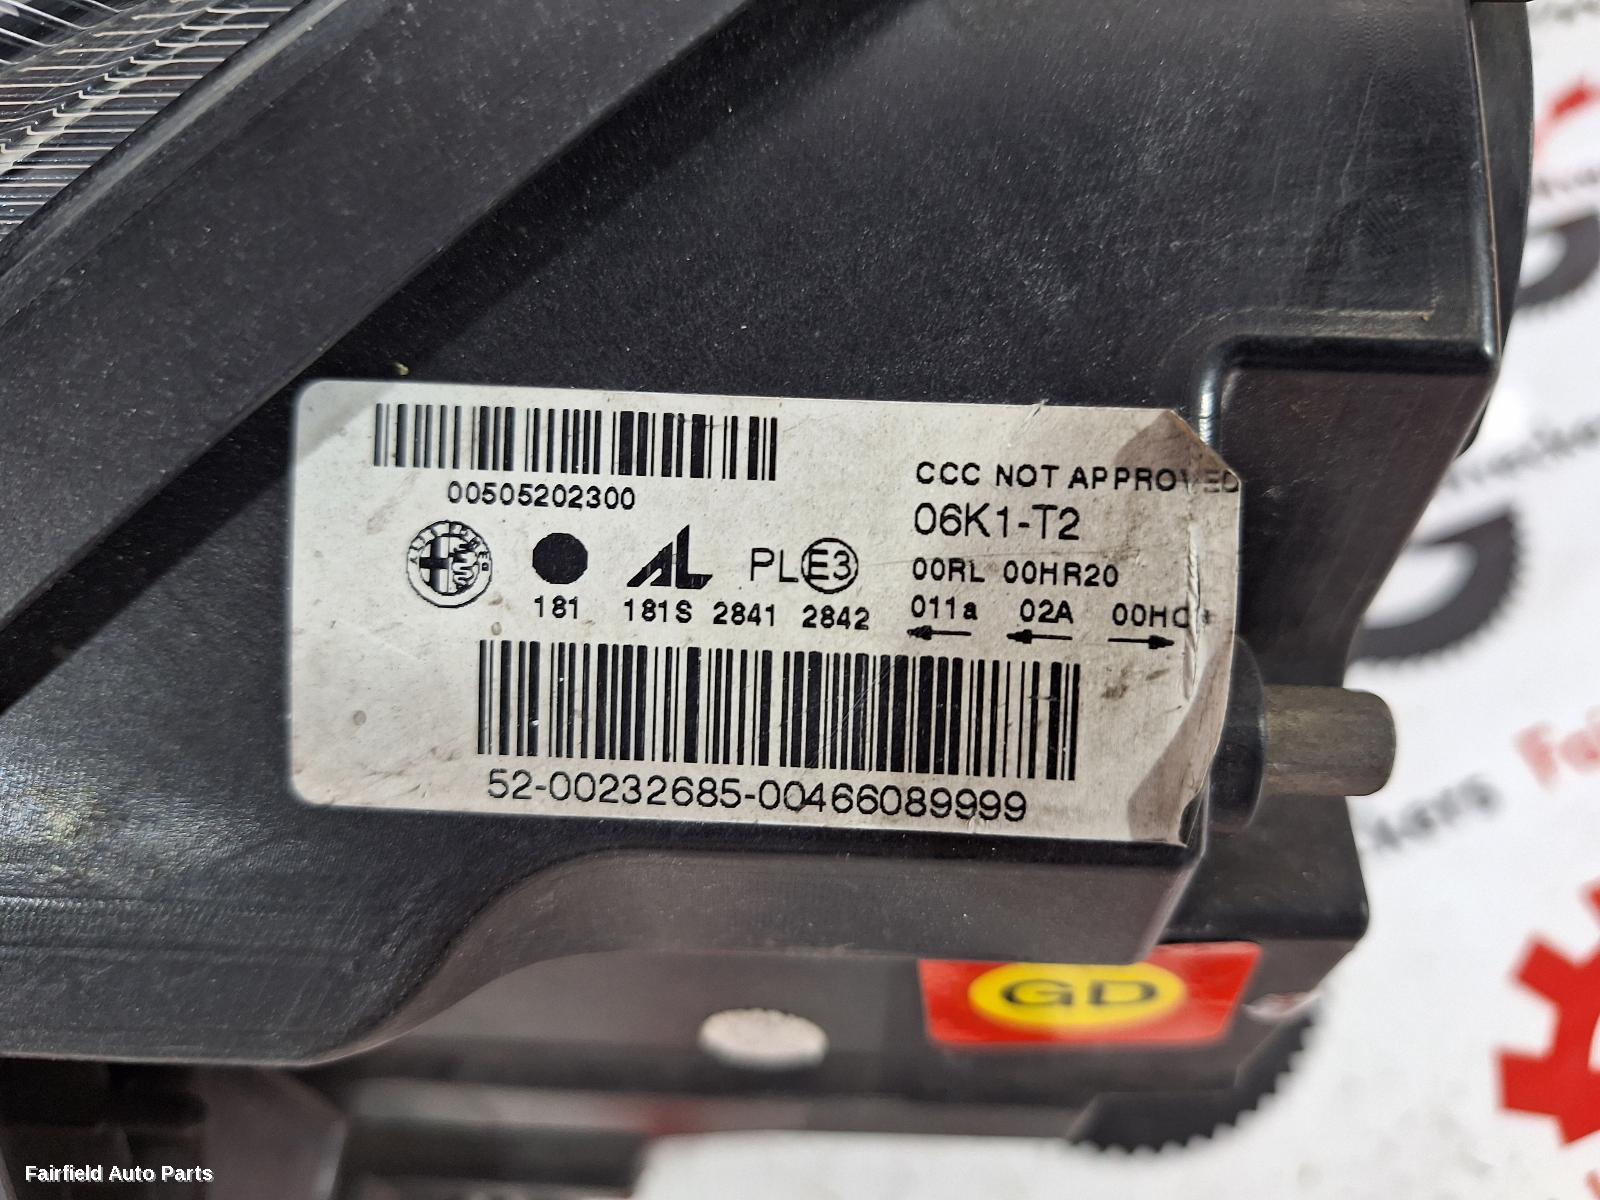 00505202300
CCC NOT APPROVED
06K1-T2
AL PL E3
00RL 00HR20
181 181S 2841 2842
011a 02A
52-00232685-00466089999
GD
Fairfield Auto Parts